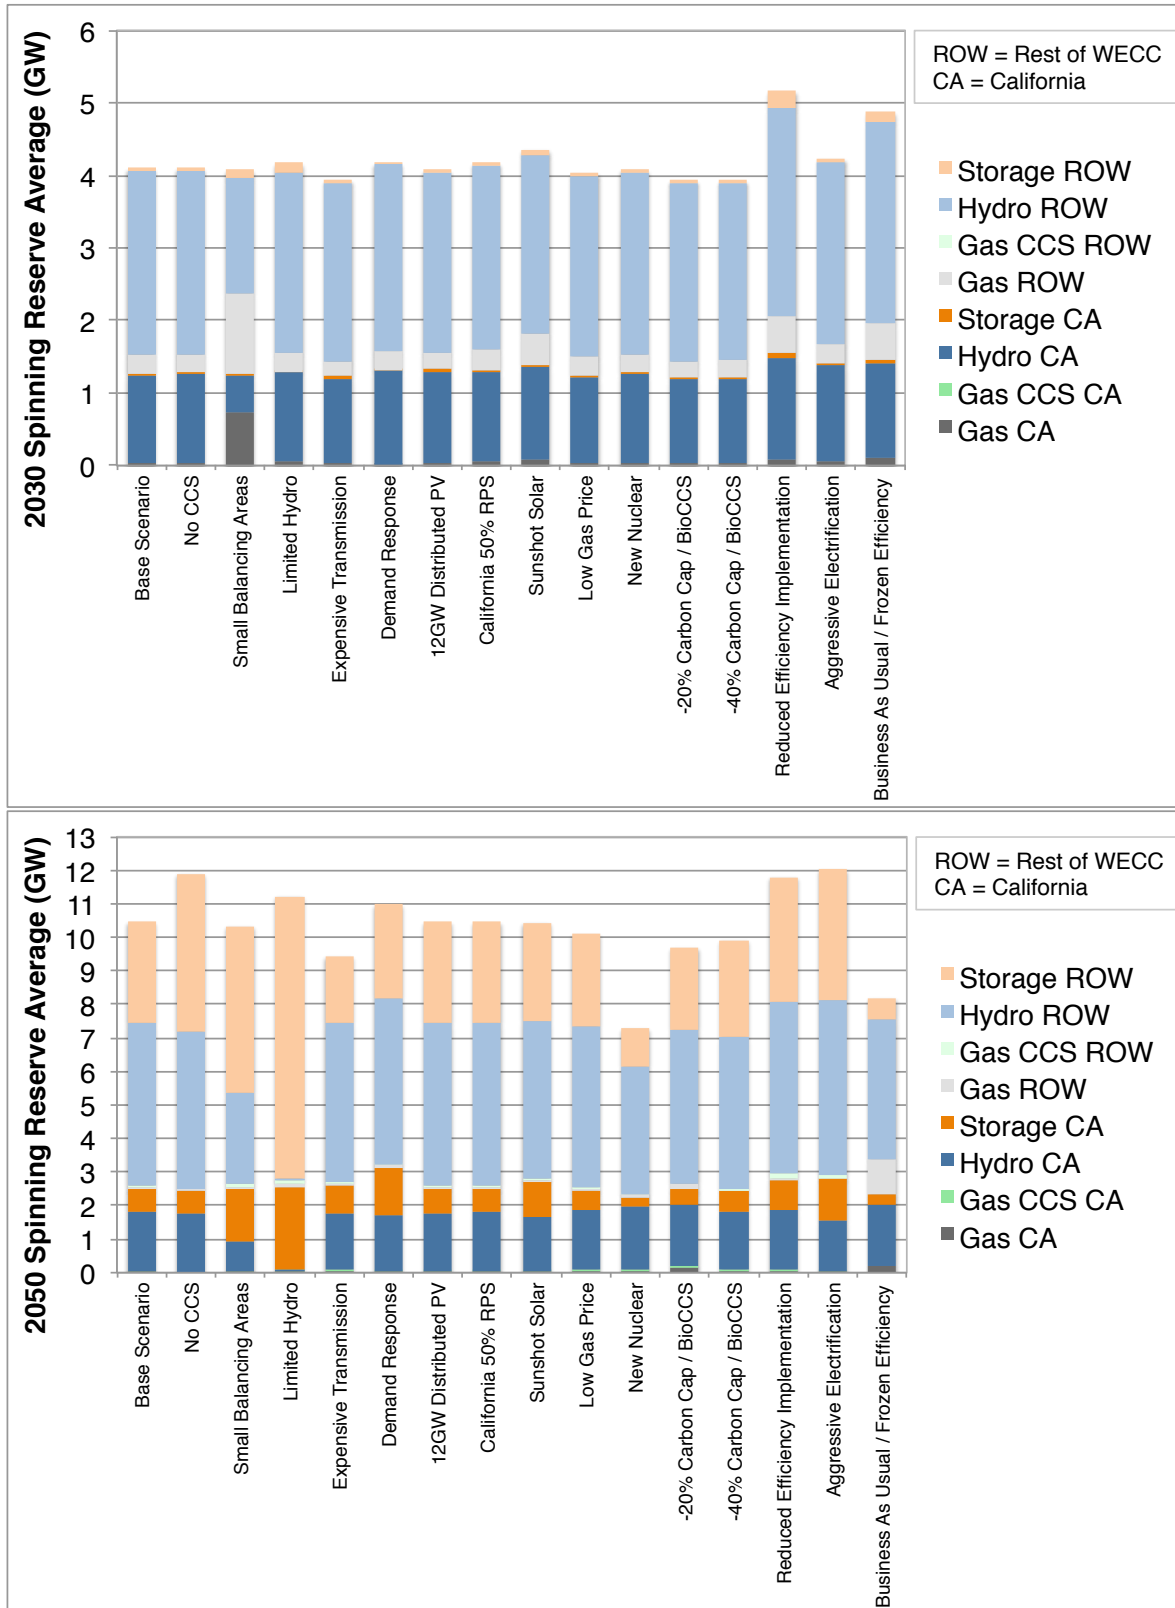 2030 Spinning Reserve Average (GW)
6
5
4
3
2
1
0
ROW = Rest of WECC
CA = California
Storage ROW
Hydro ROW
Gas CCS ROW
Gas ROW
Storage CA
Hydro CA
Gas CCS CA
Gas CA
Base Scenario
No CCS
Small Balancing Areas
Limited Hydro
Expensive Transmission
Demand Response
12GW Distributed PV
California 50% RPS
Sunshot Solar
Low Gas Price
New Nuclear
-20% Carbon Cap / BioCCS
-40% Carbon Cap / BioCCS
Reduced Efficiency Implementation
Aggressive Electrification
Business As Usual / Frozen Efficiency
2050 Spinning Reserve Average (GW)
13
12
11
10
9
8
7
6
5
4
3
2
1
0
ROW = Rest of WECC
CA = California
Storage ROW
Hydro ROW
Gas CCS ROW
Gas ROW
Storage CA
Hydro CA
Gas CCS CA
Gas CA
Base Scenario
No CCS
Small Balancing Areas
Limited Hydro
Expensive Transmission
Demand Response
12GW Distributed PV
California 50% RPS
Sunshot Solar
Low Gas Price
New Nuclear
-20% Carbon Cap / BioCCS
-40% Carbon Cap / BioCCS
Reduced Efficiency Implementation
Aggressive Electrification
Business As Usual / Frozen Efficiency